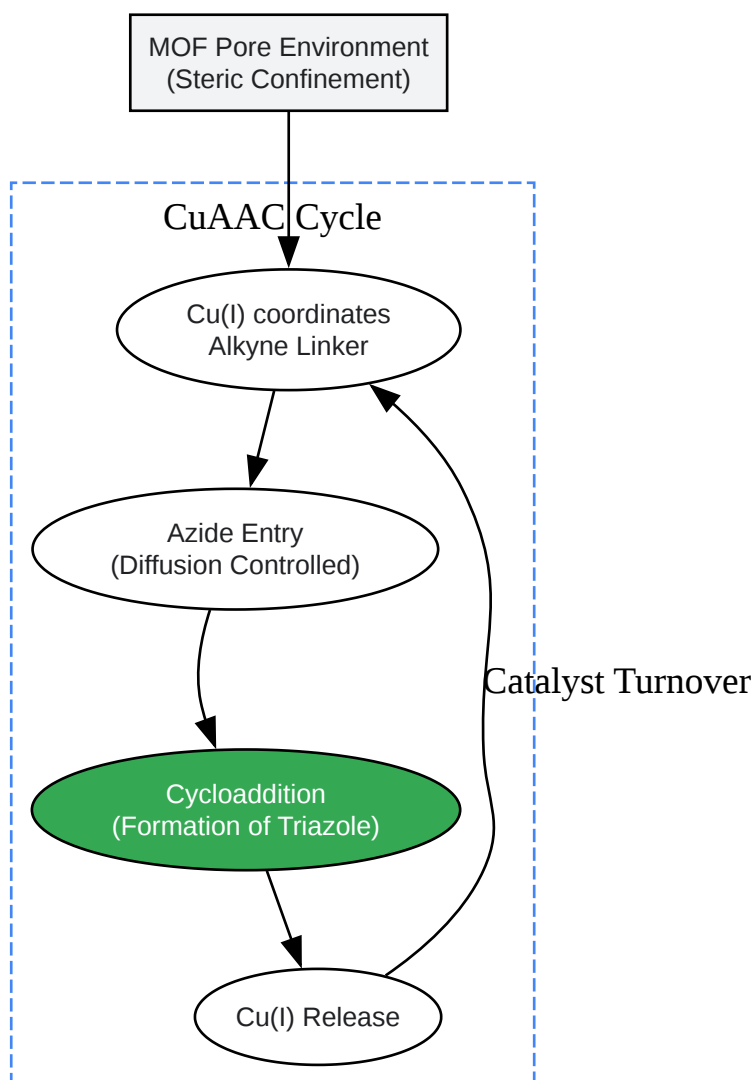 MOF Pore Environment
(Steric Confinement)
CuAAC Cycle
Cu(I) coordinates
Alkyne Linker
Azide Entry
(Diffusion Controlled)
Catalyst Turnover
Cycloaddition
(Formation of Triazole)
Cu(I) Release